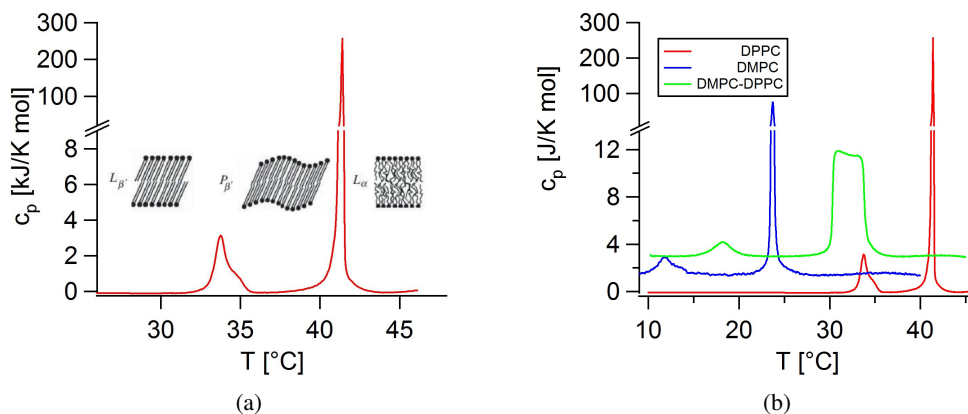 300
200
100
8
6
4
2
0
c_p [kJ/K mol]
L_β′
P_β′
L_α
30 35 40 45
T [°C]
(a)
300
200
100
12
8
4
0
c_p [J/K mol]
DPPC
DMPC
DMPC-DPPC
10 20 30 40
T [°C]
(b)